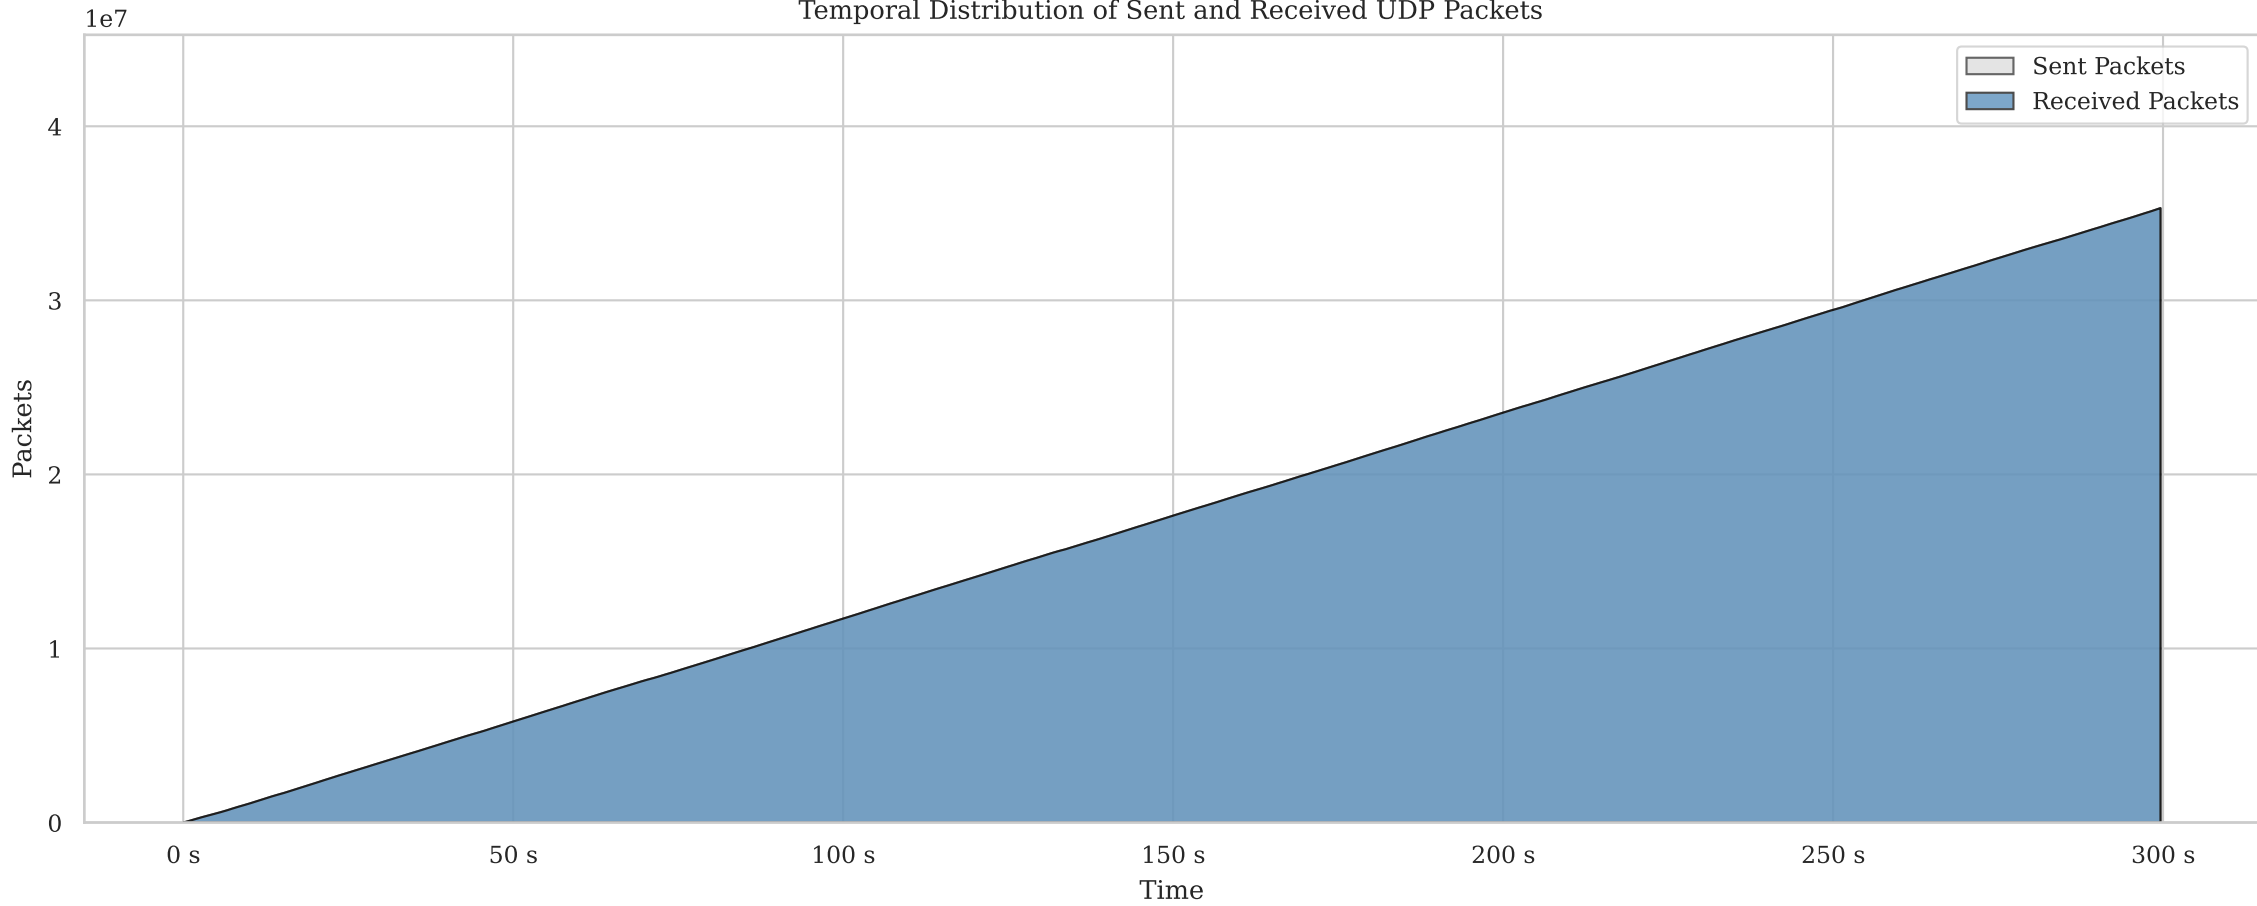 Temporal Distribution of Sent and Received UDP Packets
1e7
Sent Packets
Received Packets
4
3
2
1
0
Packets
0 s
50 s
100 s
150 s
200 s
250 s
300 s
Time